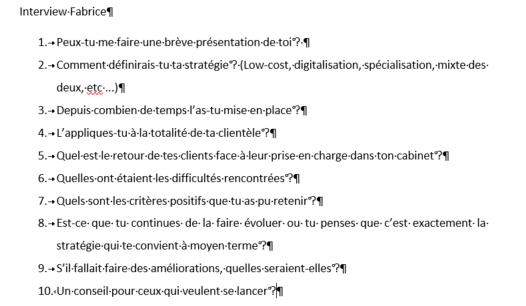 Interview Fabrice
1. Peux-tu me faire une brève présentation de toi ?
2. Comment définirais-tu ta stratégie ? (Low-cost, digitalisation, spécialisation, mixte des
deux, etc ...)
3. Depuis combien de temps l'as-tu mise en place ?
4. L'appliques-tu à la totalité de ta clientèle ?
5. Quel est le retour de tes clients face à leur prise en charge dans ton cabinet ?
6. Quelles ont étaient les difficultés rencontrées ?
7. Quels sont les critères positifs que tu as pu retenir ?
8. Est-ce que tu continues de la faire évoluer ou tu penses que c'est exactement la
stratégie qui te convient à moyen terme ?
9. S'il fallait faire des améliorations, quelles seraient-elles ?
10. Un conseil pour ceux qui veulent se lancer ?